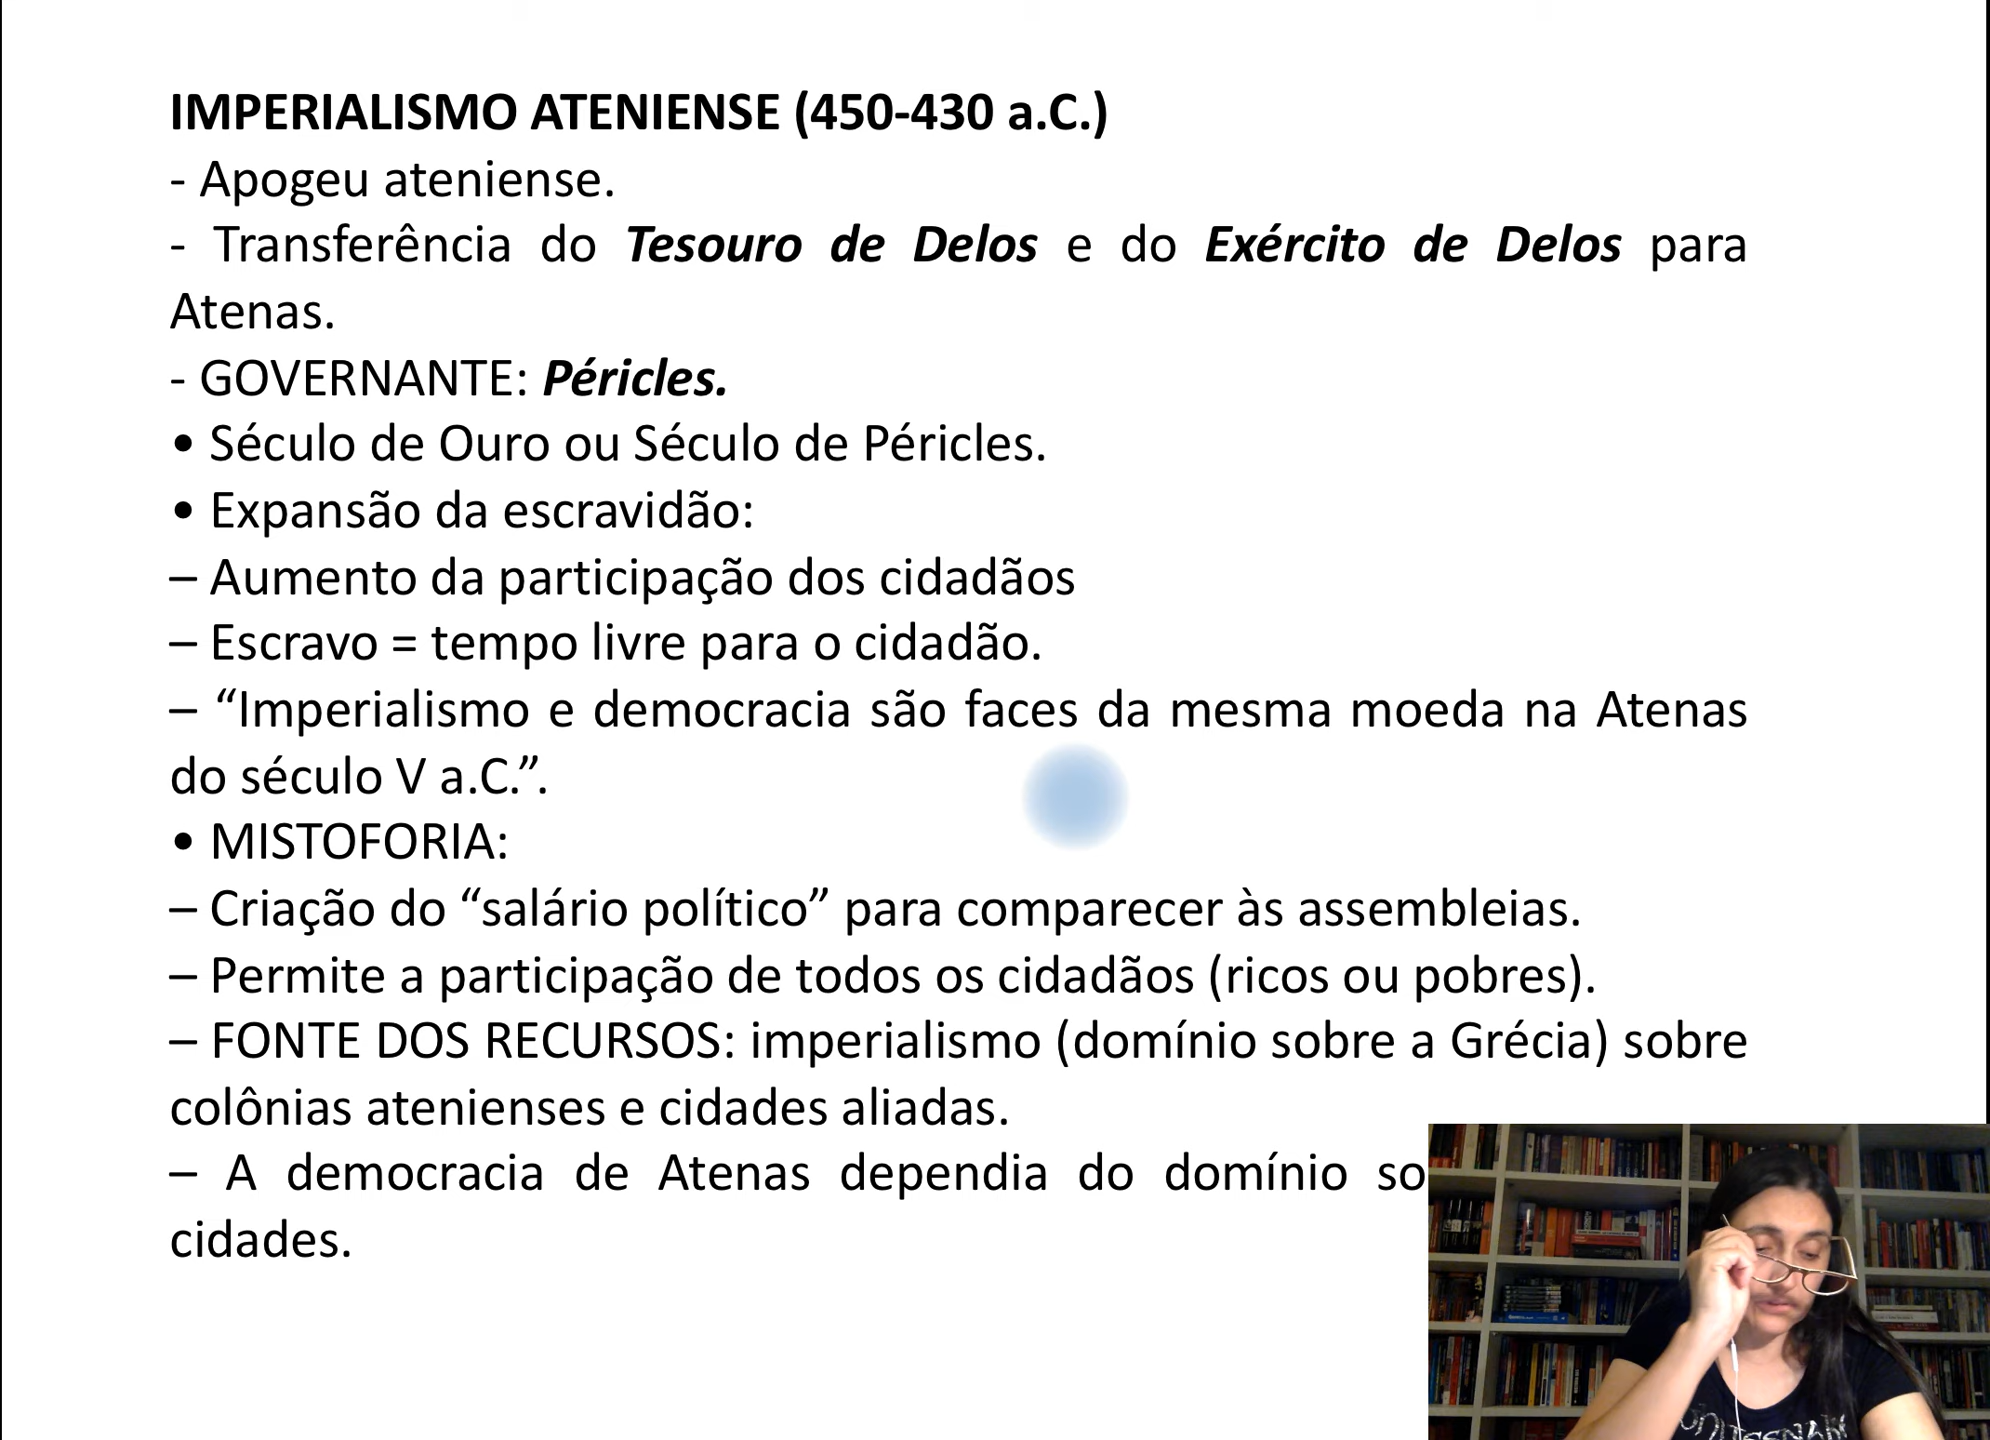 IMPERIALISMO ATENIENSE (450-430 a.C.)
- Apogeu ateniense.
- Transferência do Tesouro de Delos e do Exército de Delos para
Atenas.
- GOVERNANTE: Péricles.
• Século de Ouro ou Século de Péricles.
• Expansão da escravidão:
– Aumento da participação dos cidadãos
– Escravo = tempo livre para o cidadão.
– “Imperialismo e democracia são faces da mesma moeda na Atenas
do século V a.C.”.
• MISTOFORIA:
– Criação do “salário político” para comparecer às assembleias.
– Permite a participação de todos os cidadãos (ricos ou pobres).
– FONTE DOS RECURSOS: imperialismo (domínio sobre a Grécia) sobre
colônias atenienses e cidades aliadas.
– A democracia de Atenas dependia do domínio so
cidades.